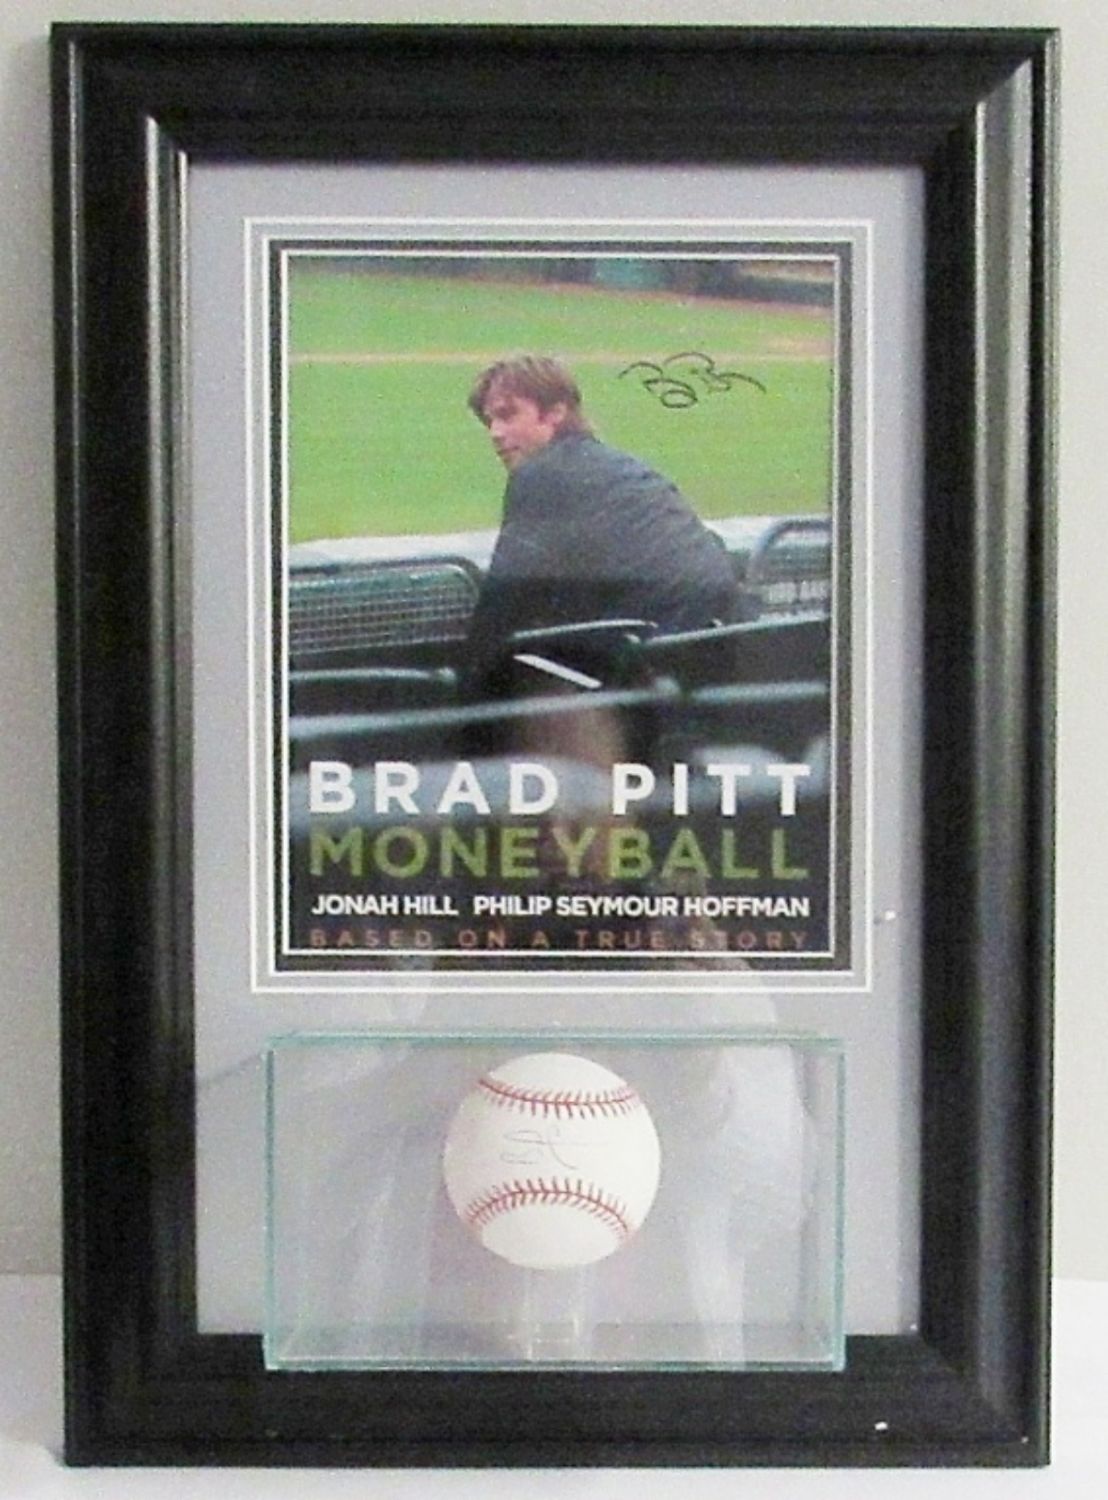 BRAD PITT
MONEYBALL
JONAH HILL PHILIP SEYMOUR HOFFMAN
BASED ON A TRUE STORY